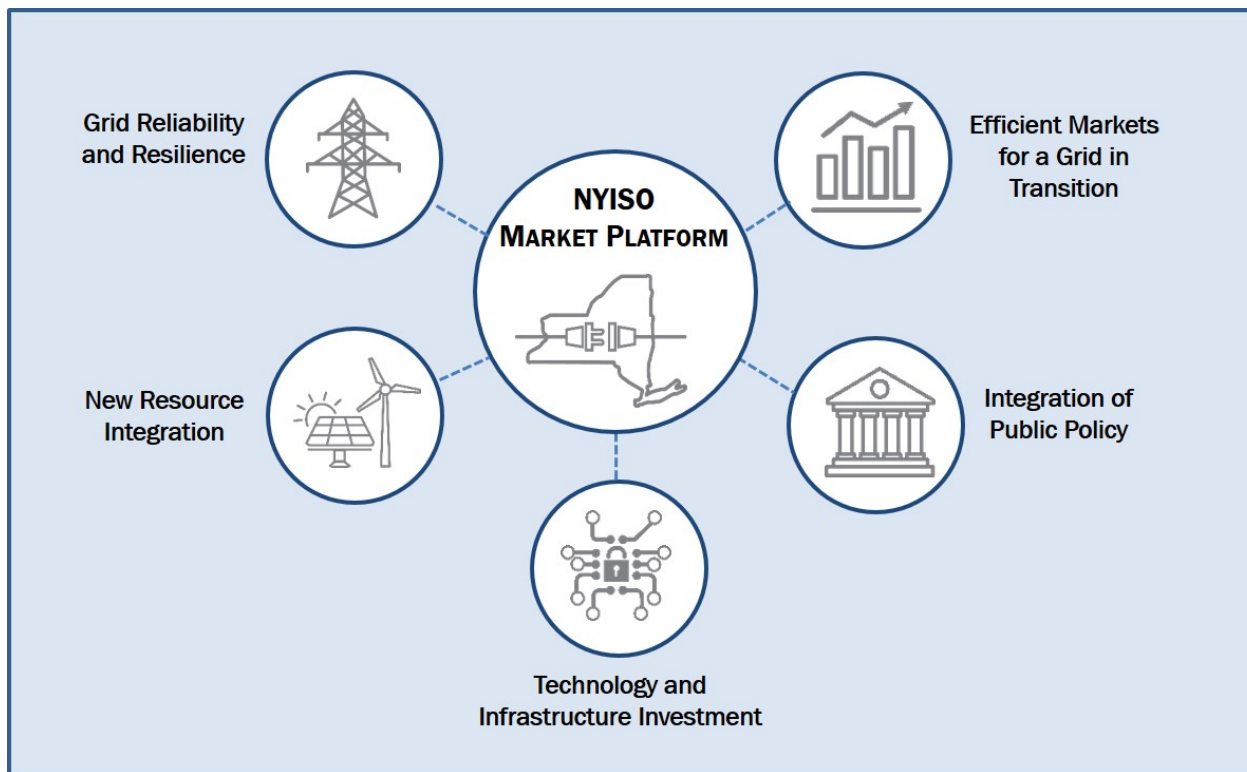 Grid Reliability
and Resilience
NYISO
MARKET PLATFORM
Efficient Markets
for a Grid in
Transition
New Resource
Integration
Integration of
Public Policy
Technology and
Infrastructure Investment